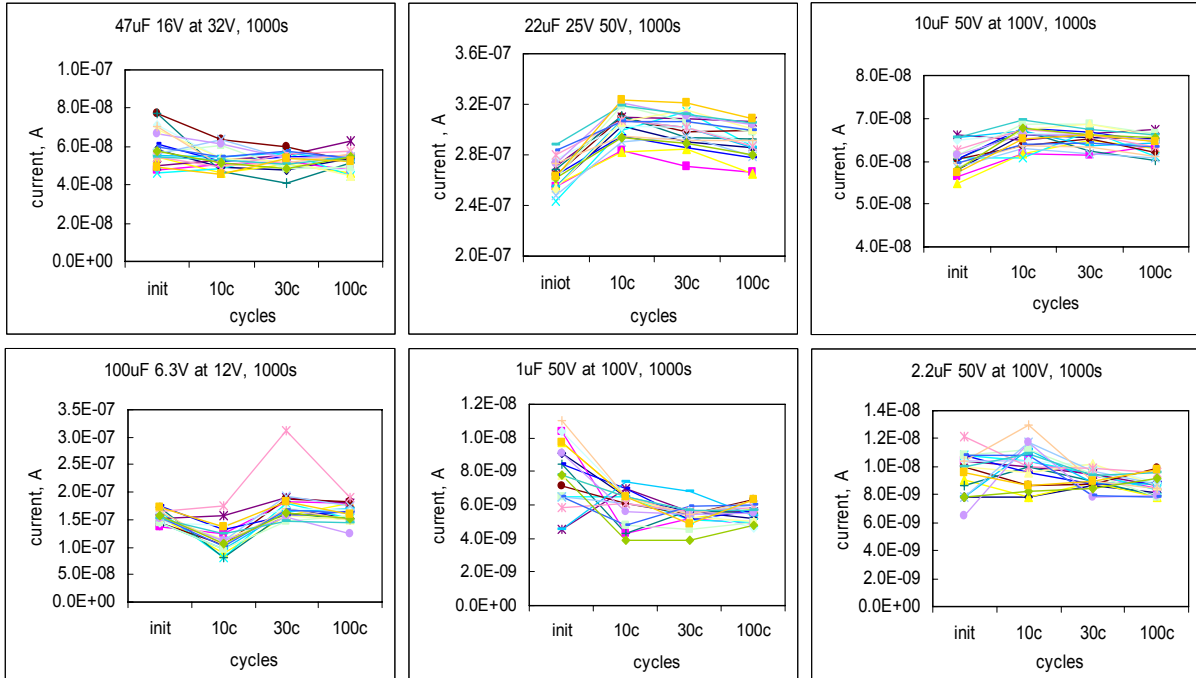 47uF 16V at 32V, 1000s
1.0E-07
8.0E-08
6.0E-08
4.0E-08
2.0E-08
0.0E+00
current, A
init 10c 30c 100c
cycles
22uF 25V 50V, 1000s
3.6E-07
3.2E-07
2.8E-07
2.4E-07
2.0E-07
current , A
iniot 10c 30c 100c
cycles
10uF 50V at 100V, 1000s
8.0E-08
7.0E-08
6.0E-08
5.0E-08
4.0E-08
current, A
init 10c 30c 100c
cycles
100uF 6.3V at 12V, 1000s
3.5E-07
3.0E-07
2.5E-07
2.0E-07
1.5E-07
1.0E-07
5.0E-08
0.0E+00
current, A
init 10c 30c 100c
cycles
1uF 50V at 100V, 1000s
1.2E-08
1.0E-08
8.0E-09
6.0E-09
4.0E-09
2.0E-09
0.0E+00
current, A
init 10c 30c 100c
cycles
2.2uF 50V at 100V, 1000s
1.4E-08
1.2E-08
1.0E-08
8.0E-09
6.0E-09
4.0E-09
2.0E-09
0.0E+00
current, A
init 10c 30c 100c
cycles